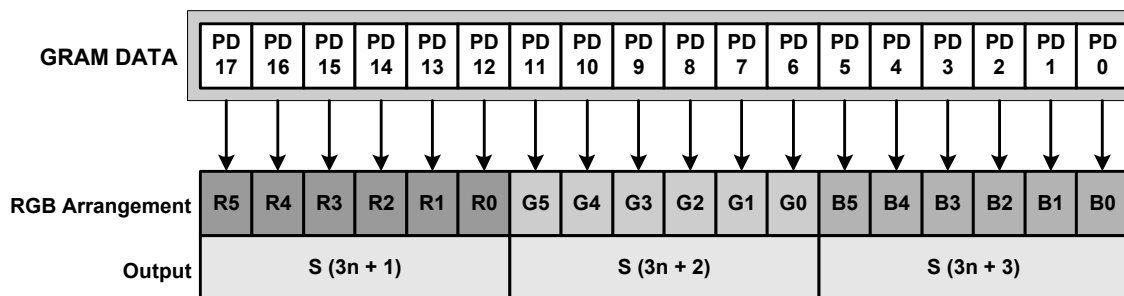 GRAM DATA
PD PD PD PD PD PD PD PD PD PD PD PD PD PD PD PD PD PD
17 16 15 14 13 12 11 10 9 8 7 6 5 4 3 2 1 0
RGB Arrangement R5 R4 R3 R2 R1 R0 G5 G4 G3 G2 G1 G0 B5 B4 B3 B2 B1 B0
Output S (3n + 1) S (3n + 2) S (3n + 3)